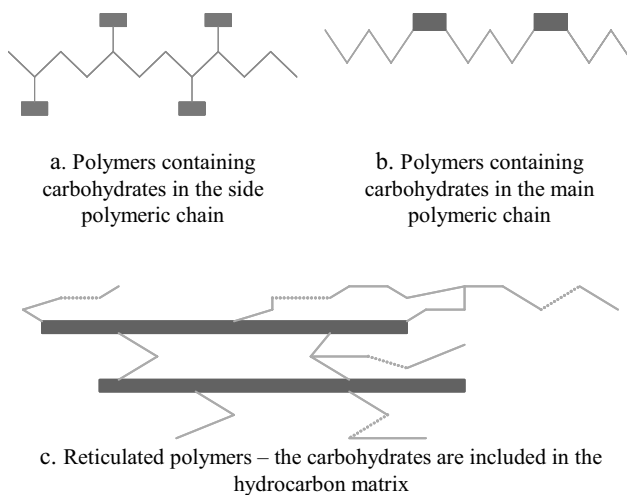 a. Polymers containing
carbohydrates in the side
polymeric chain
b. Polymers containing
carbohydrates in the main
polymeric chain
c. Reticulated polymers – the carbohydrates are included in the
hydrocarbon matrix